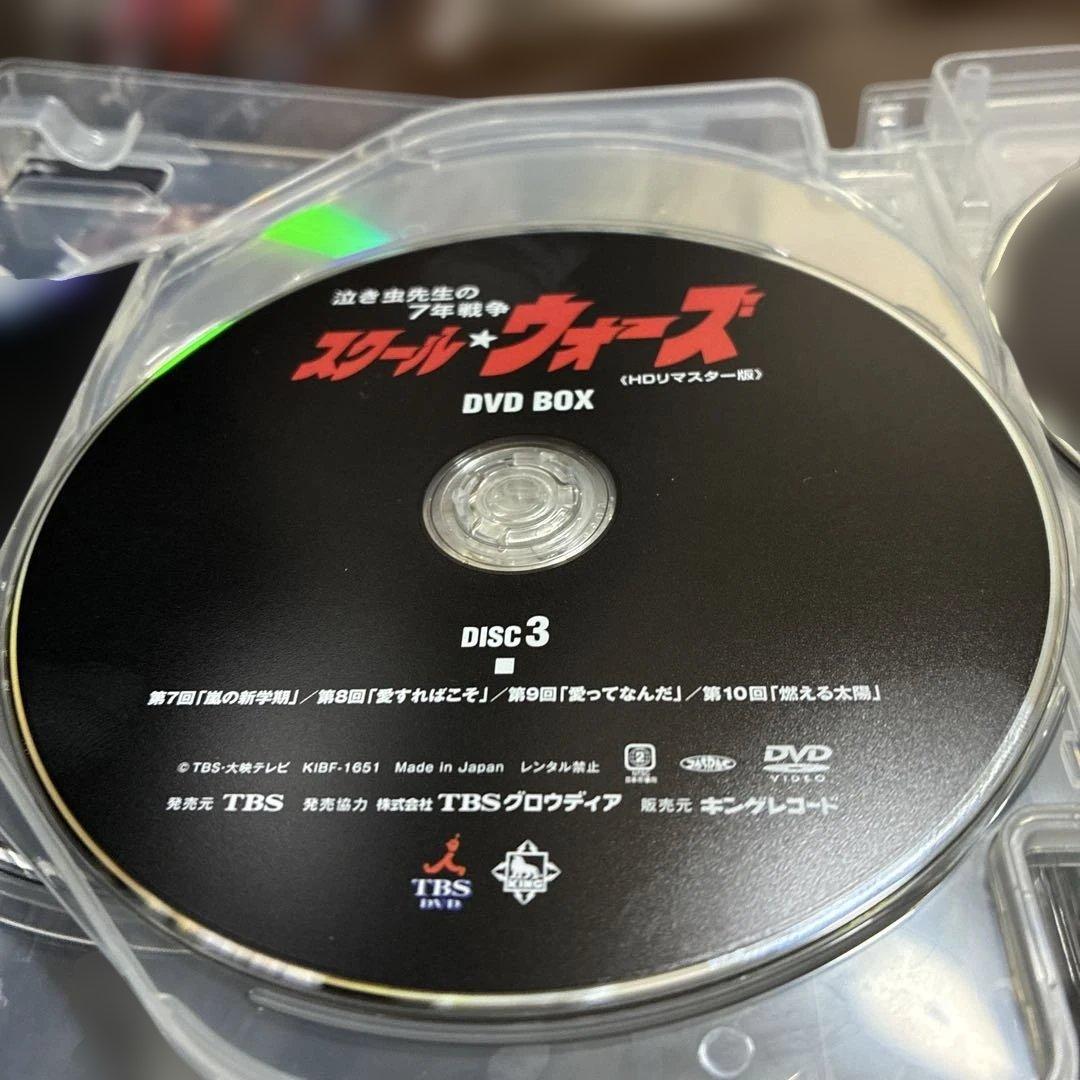 泣き虫先生の
7年戦争
スクール★ウォーズ
《HDリマスター版》
DVD BOX
DISC 3
第7回「嵐の新学期」／第8回「愛すればこそ」／第9回「愛ってなんだ」／第10回「燃える太陽」
©TBS・大映テレビ KIBF-1651 Made in Japan レンタル禁止 2 JASRAC DVD VIDEO
発売元 TBS 発売協力 株式会社TBSグロウディア 販売元 キングレコード
TBS DVD KING